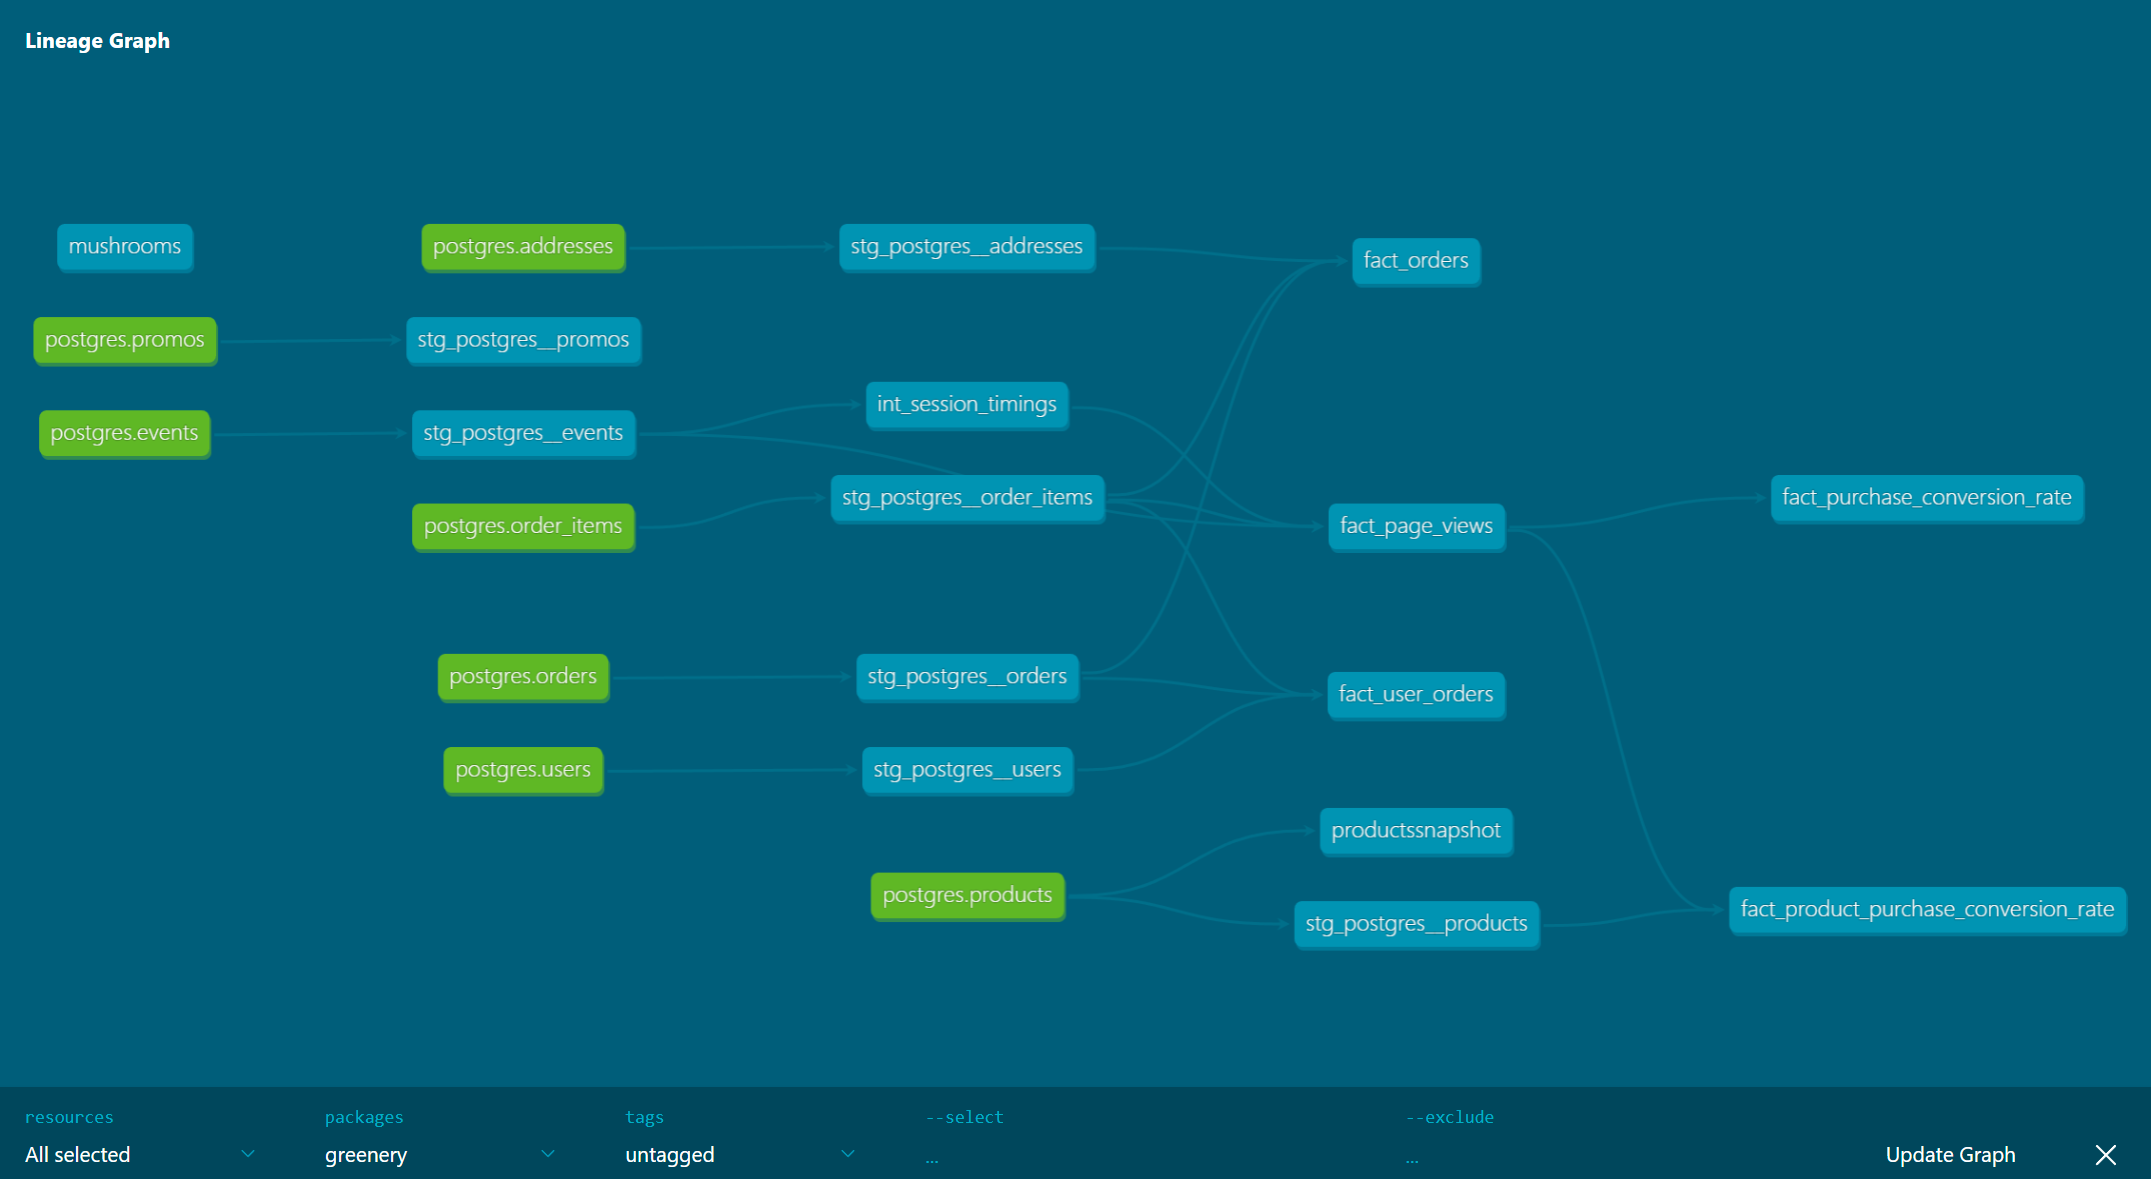 Lineage Graph
mushrooms
postgres.addresses
stg_postgres__addresses
fact_orders
postgres.promos
stg_postgres__promos
int_session_timings
postgres.events
stg_postgres__events
stg_postgres__order_items
fact_purchase_conversion_rate
postgres.order_items
fact_page_views
postgres.orders
stg_postgres__orders
fact_user_orders
postgres.users
stg_postgres__users
productssnapshot
postgres.products
stg_postgres__products
fact_product_purchase_conversion_rate
resources
packages
tags
--select
--exclude
All selected
greenery
untagged
...
...
Update Graph